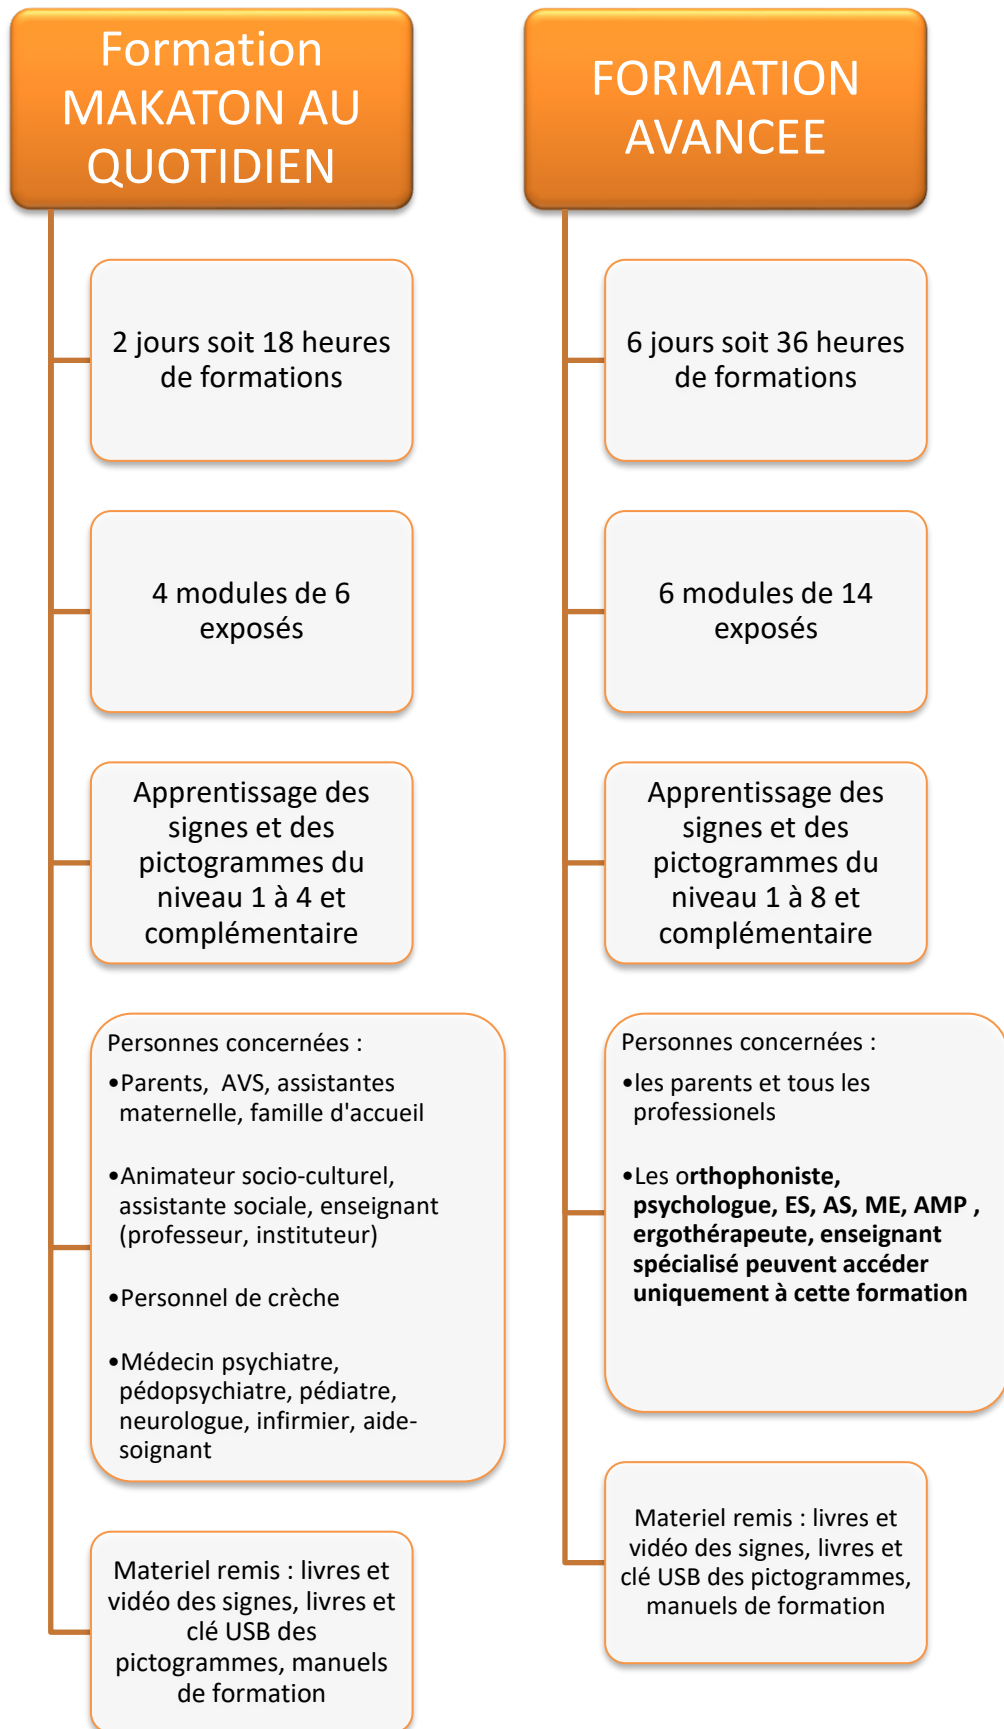 Formation
MAKATON AU
QUOTIDIEN
2 jours soit 18 heures
de formations
4 modules de 6
exposés
Apprentissage des
signes et des
pictogrammes du
niveau 1 à 4 et
complémentaire
Personnes concernées :
•Parents, AVS, assistantes
maternelle, famille d'accueil
•Animateur socio-culturel,
assistante sociale, enseignant
(professeur, instituteur)
•Personnel de crèche
•Médecin psychiatre,
pédopsychiatre, pédiatre,
neurologue, infirmier, aide-
soignant
Materiel remis : livres et
vidéo des signes, livres et
clé USB des
pictogrammes, manuels
de formation
FORMATION
AVANCEE
6 jours soit 36 heures
de formations
6 modules de 14
exposés
Apprentissage des
signes et des
pictogrammes du
niveau 1 à 8 et
complémentaire
Personnes concernées :
•les parents et tous les
professionels
•Les orthophoniste,
psychologue, ES, AS, ME, AMP ,
ergothérapeute, enseignant
spécialisé peuvent accéder
uniquement à cette formation
Materiel remis : livres et
vidéo des signes, livres et
clé USB des pictogrammes,
manuels de formation